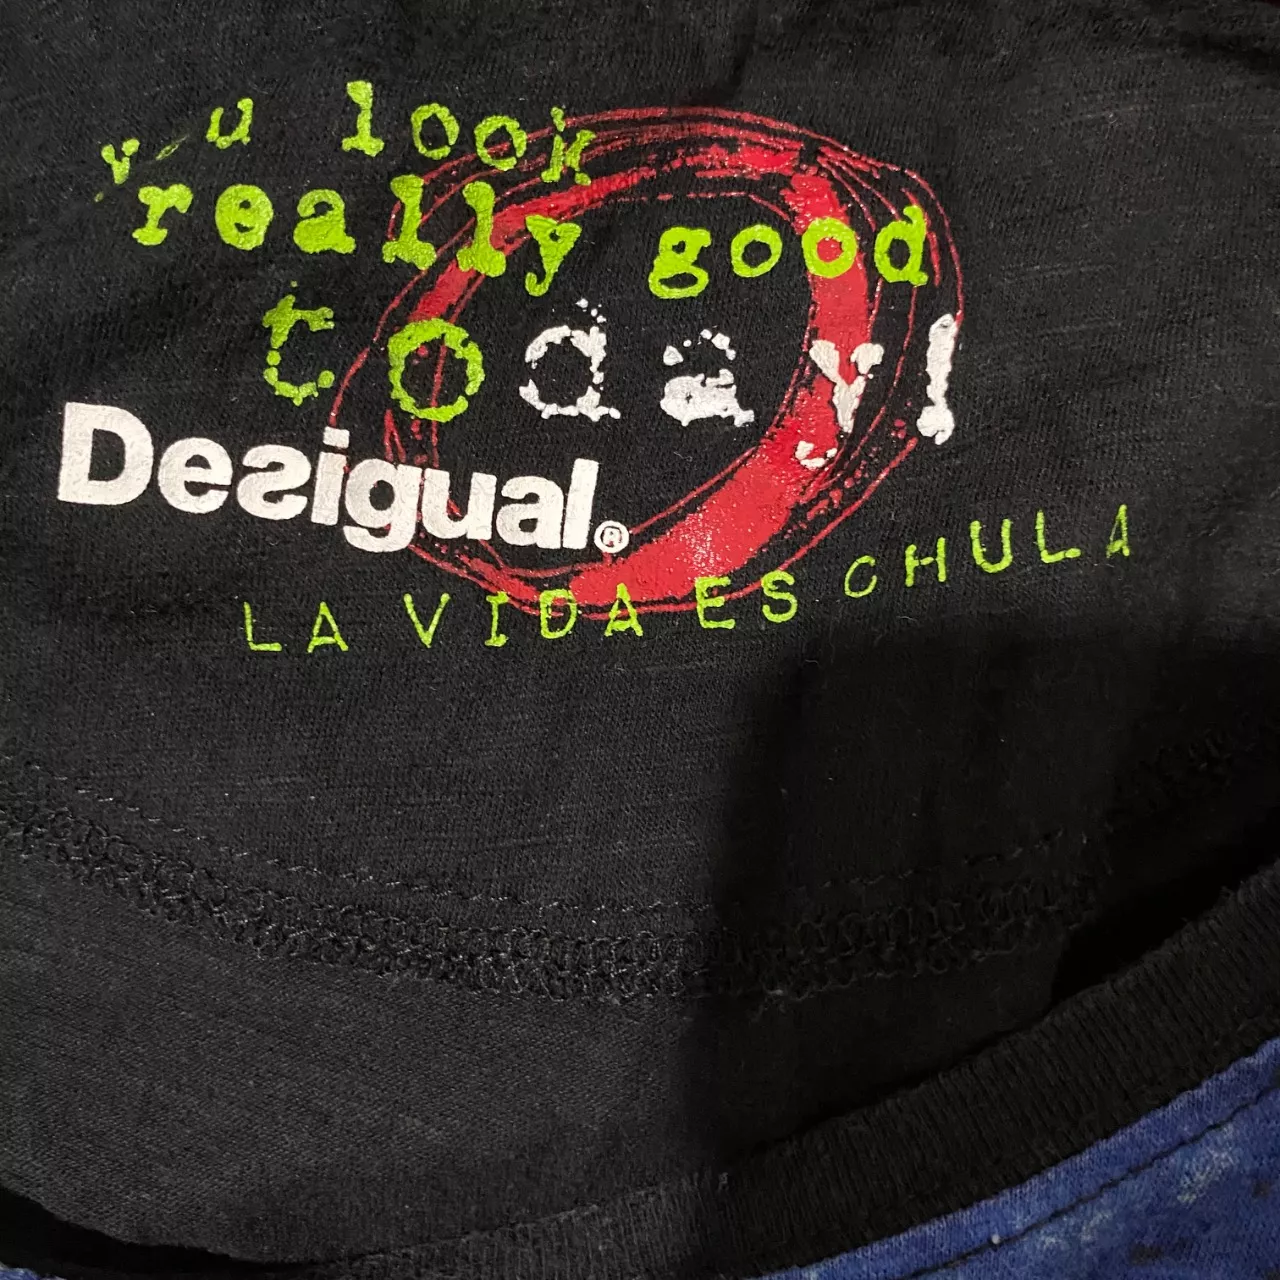 you look
really good
today!
Desigual®
LA VIDA ES CHULA